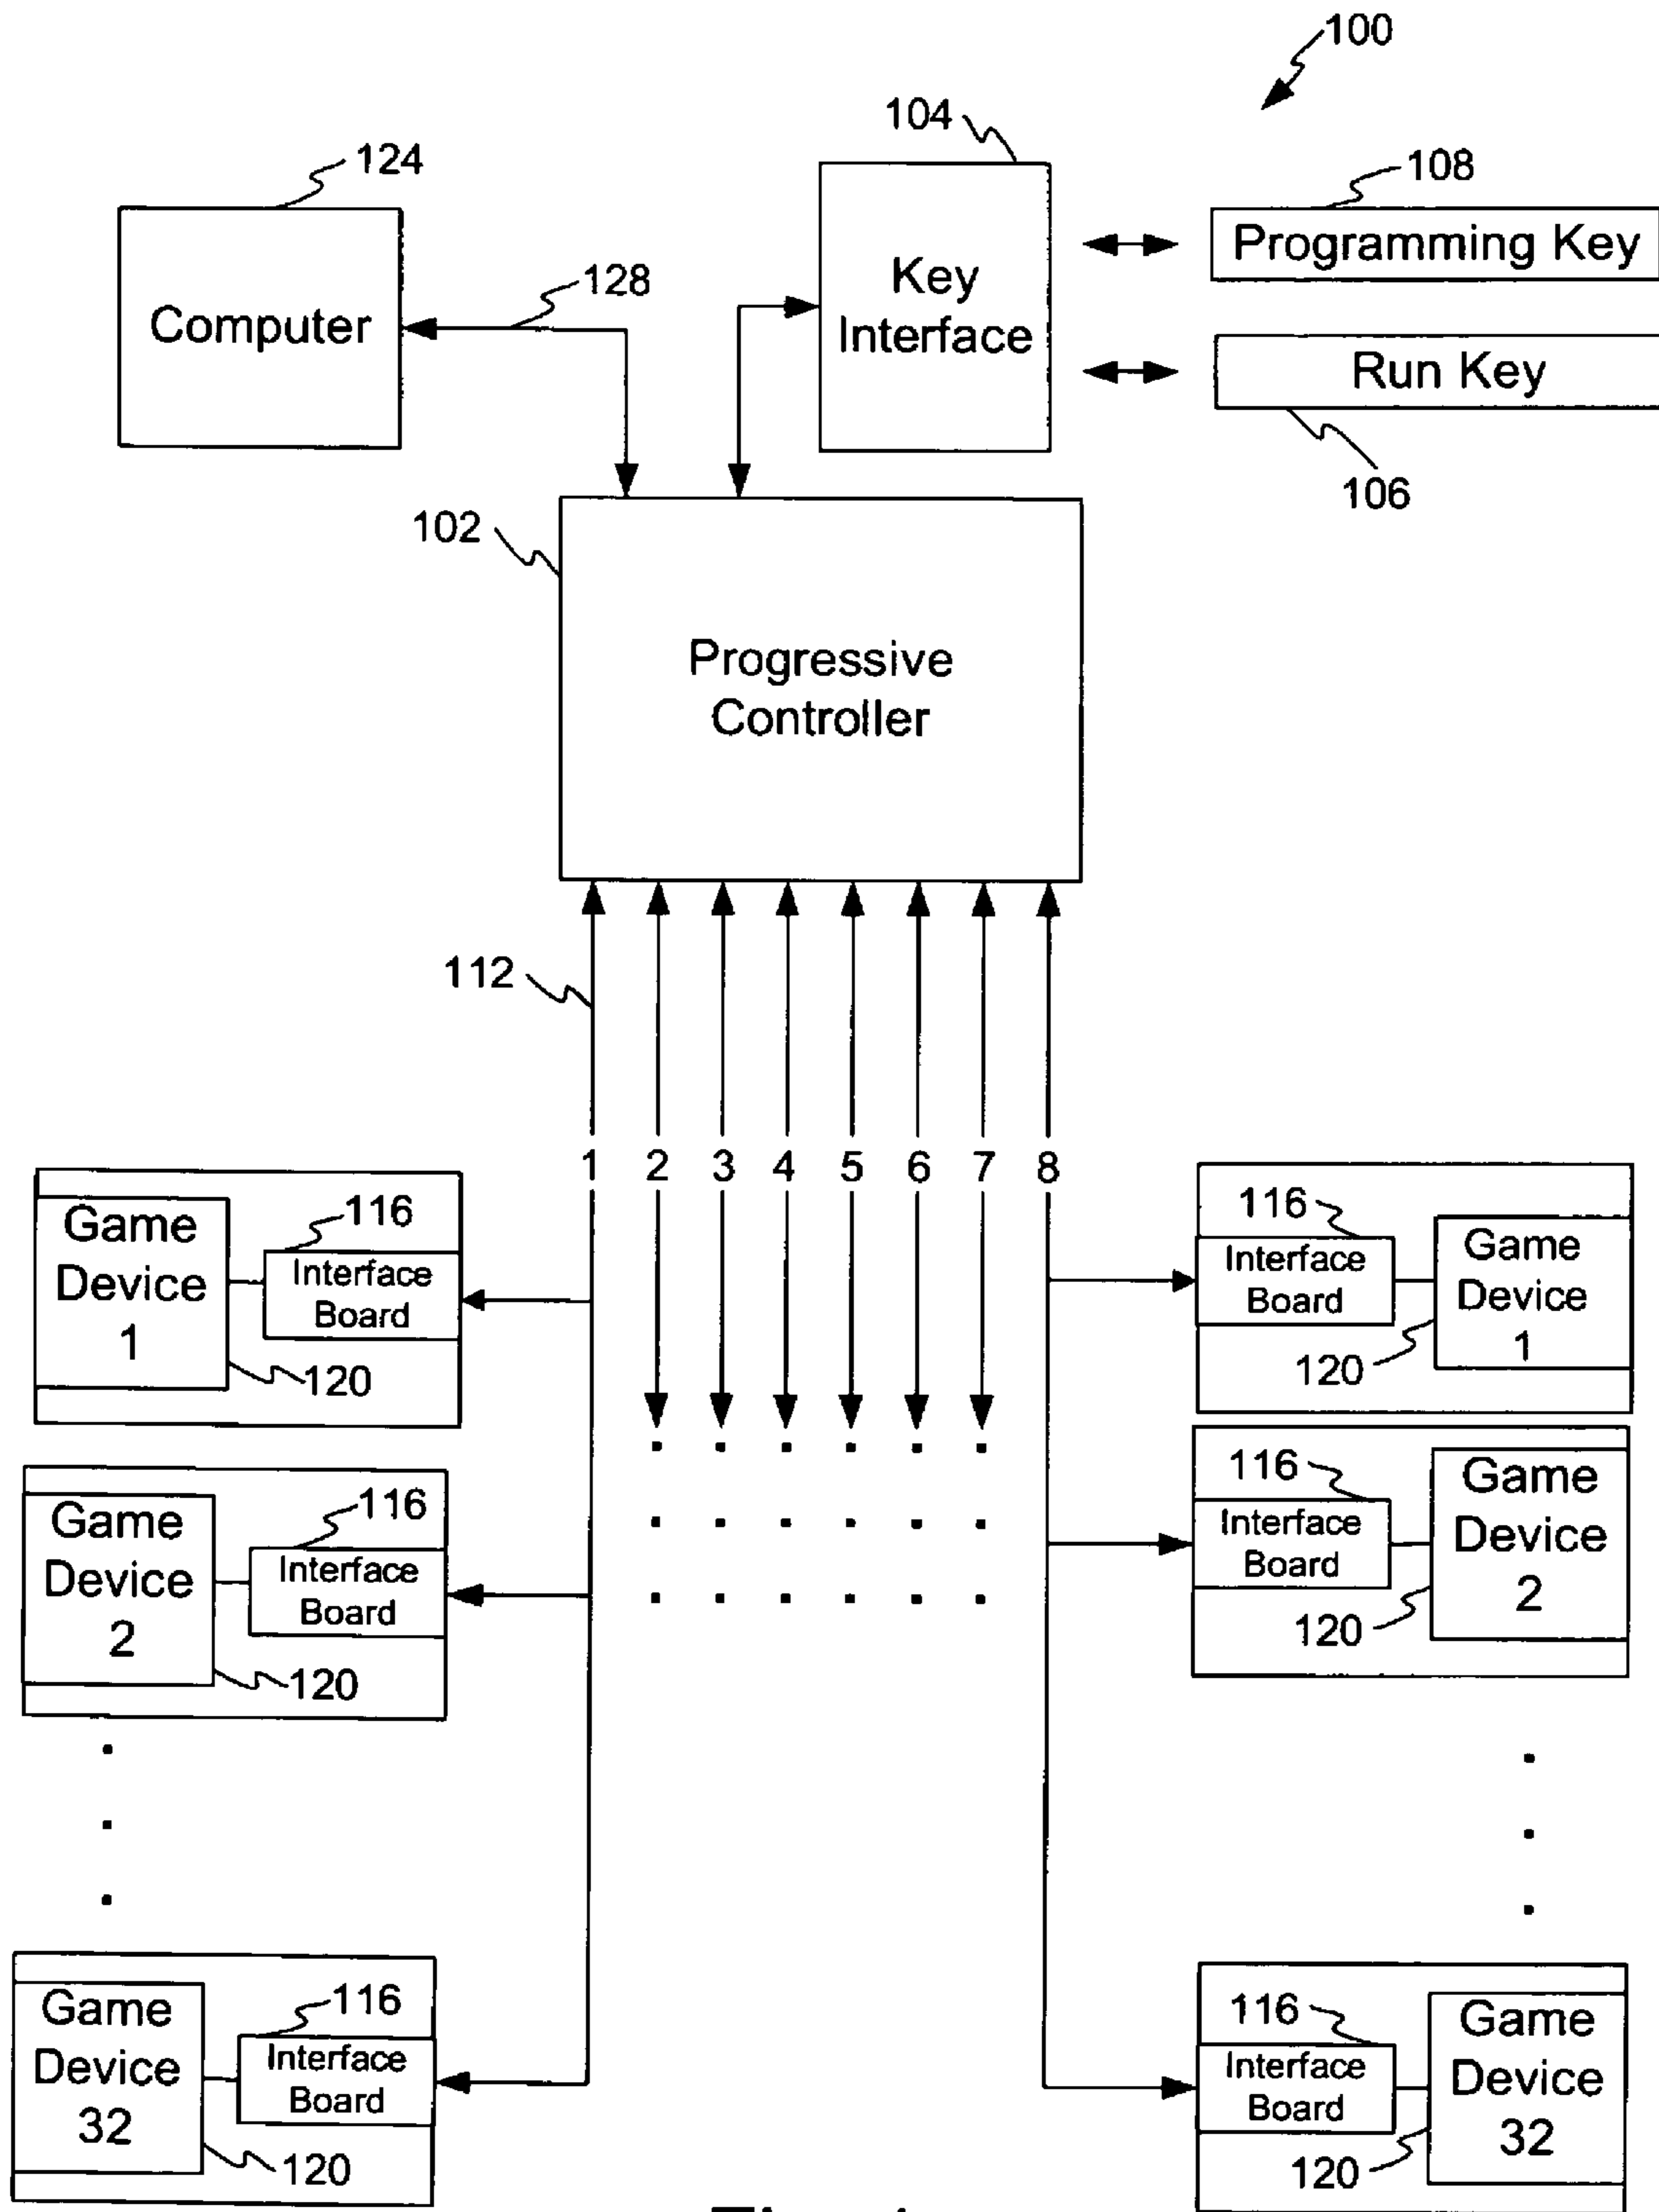 100
104
124
108
Programming Key
128
Key
Interface
Computer
Run Key
106
102
Progressive
Controller
112
1 2 3 4 5 6 7 8
Game
Device
1
116
Interface
Board
120
116
Interface
Board
Game
Device
1
120
Game
Device
2
116
Interface
Board
120
116
Interface
Board
Game
Device
2
120
Game
Device
32
116
Interface
Board
120
116
Interface
Board
Game
Device
32
120